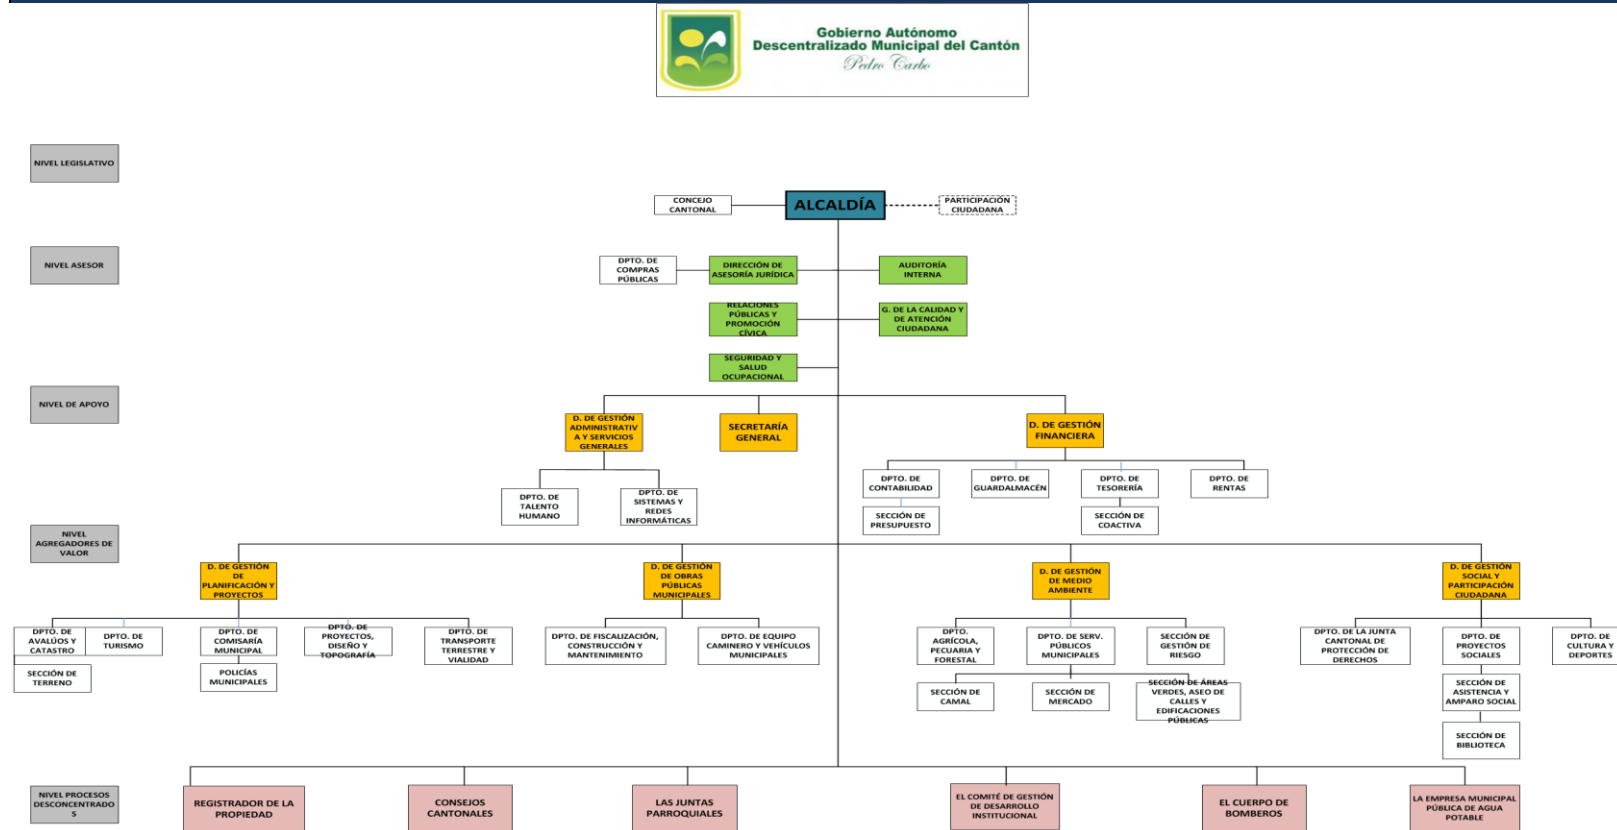 Gobierno Autónomo
Descentralizado Municipal del Cantón
Pedro Carbo
NIVEL LEGISLATIVO
CONCEJO
CANTONAL
ALCALDÍA
PARTICIPACIÓN
CIUDADANA
NIVEL ASESOR
DPTO. DE
COMPRAS
PÚBLICAS
DIRECCIÓN DE
ASESORÍA JURÍDICA
AUDITORÍA
INTERNA
RELACIONES
PÚBLICAS Y
PROMOCIÓN
CÍVICA
G. DE LA CALIDAD Y
DE ATENCIÓN
CIUDADANA
SEGURIDAD Y
SALUD
OCUPACIONAL
NIVEL DE APOYO
D. DE GESTIÓN
ADMINISTRATIV
A Y SERVICIOS
GENERALES
SECRETARÍA
GENERAL
D. DE GESTIÓN
FINANCIERA
DPTO. DE
TALENTO
HUMANO
DPTO. DE
SISTEMAS Y
REDES
INFORMÁTICAS
DPTO. DE
CONTABILIDAD
DPTO. DE
GUARDALMACÉN
DPTO. DE
TESORERÍA
DPTO. DE
RENTAS
SECCIÓN DE
PRESUPUESTO
SECCIÓN DE
COACTIVA
NIVEL
AGREGADORES DE
VALOR
D. DE GESTIÓN
DE
PLANIFICACIÓN Y
PROYECTOS
D. DE GESTIÓN
DE OBRAS
PÚBLICAS
MUNICIPALES
D. DE GESTIÓN
DE MEDIO
AMBIENTE
D. DE GESTIÓN
SOCIAL Y
PARTICIPACIÓN
CIUDADANA
DPTO. DE
AVALÚOS Y
CATASTRO
DPTO. DE
TURISMO
DPTO. DE
COMISARÍA
MUNICIPAL
DPTO. DE
PROYECTOS,
DISEÑO Y
TOPOGRAFÍA
DPTO. DE
TRANSPORTE
TERRESTRE Y
VIALIDAD
DPTO. DE FISCALIZACIÓN,
CONSTRUCCIÓN Y
MANTENIMIENTO
DPTO. DE EQUIPO
CAMINERO Y VEHÍCULOS
MUNICIPALES
DPTO.
AGRÍCOLA,
PECUARIA Y
FORESTAL
DPTO. DE SERV.
PÚBLICOS
MUNICIPALES
SECCIÓN DE
GESTIÓN DE
RIESGO
DPTO. DE LA JUNTA
CANTONAL DE
PROTECCIÓN DE
DERECHOS
DPTO. DE
PROYECTOS
SOCIALES
DPTO. DE
CULTURA Y
DEPORTES
SECCIÓN DE
TERRENO
POLICÍAS
MUNICIPALES
SECCIÓN DE
CAMAL
SECCIÓN DE
MERCADO
SECCIÓN DE ÁREAS
VERDES, ASEO DE
CALLES Y
EDIFICACIONES
PÚBLICAS
SECCIÓN DE
ASISTENCIA Y
AMPARO SOCIAL
SECCIÓN DE
BIBLIOTECA
NIVEL PROCESOS
DESCONCENTRADO
S
REGISTRADOR DE LA
PROPIEDAD
CONSEJOS
CANTONALES
LAS JUNTAS
PARROQUIALES
EL COMITÉ DE GESTIÓN
DE DESARROLLO
INSTITUCIONAL
EL CUERPO DE
BOMBEROS
LA EMPRESA MUNICIPAL
PÚBLICA DE AGUA
POTABLE